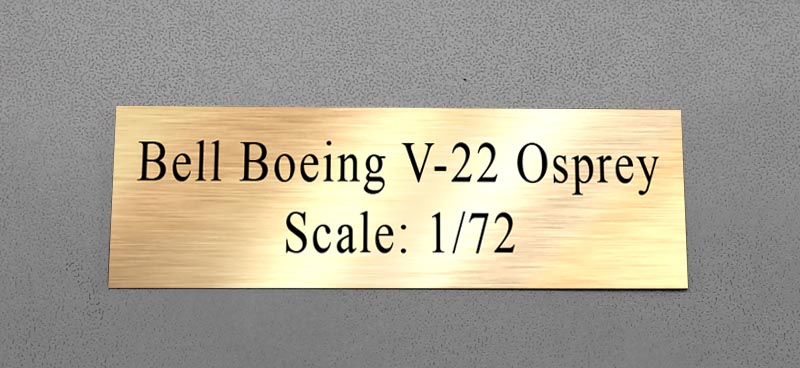 Bell Boeing V-22 Osprey
Scale: 1/72